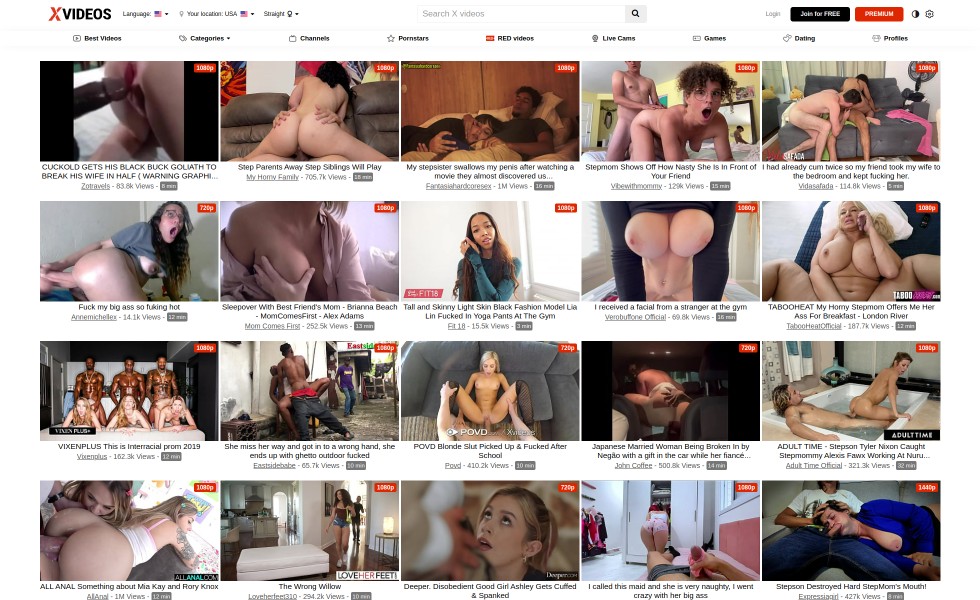 XVIDEOS
Language:
Your location: USA
Straight
Search X videos
Login
Join for FREE
PREMIUM
Best Videos
Categories
Channels
Pornstars
RED videos
Live Cams
Games
Dating
Profiles
1080p
1080p
1080p
1080p
1080p
SAFADA
CUCKOLD GETS HIS BLACK BUCK GOLIATH TO
BREAK HIS WIFE IN HALF ( WARNING GRAPHI...
Zotravels - 83.8k Views - 8 min
Step Parents Away Step Siblings Will Play
My Horny Family - 705.7k Views - 18 min
My stepsister swallows my penis after watching a
movie they almost discovered us...
Fantasiahardcoresex - 1M Views - 16 min
Stepmom Shows Off How Nasty She Is In Front of
Your Friend
Vibewithmommy - 129k Views - 15 min
I had already cum twice so my friend took my wife to
the bedroom and kept fucking her.
Vidasafada - 114.8k Views - 5 min
720p
1080p
1080p
1080p
1080p
FIT18
Fuck my big ass so fuking hot
Annemichellex - 14.1k Views - 12 min
Sleepover With Best Friend's Mom - Brianna Beach
- MomComesFirst - Alex Adams
Mom Comes First - 252.5k Views - 13 min
Tall and Skinny Light Skin Black Fashion Model Lia
Lin Fucked In Yoga Pants At The Gym
Fit 18 - 15.5k Views - 3 min
I received a facial from a stranger at the gym
Verobuffone Official - 69.8k Views - 16 min
TABOOHEAT My Horny Stepmom Offers Me Her
Ass For Breakfast - London River
TabooHeatOfficial - 187.7k Views - 12 min
1080p
1080p
720p
720p
1080p
VIXEN PLUS+
POVD
ADULT TIME
VIXENPLUS This is Interracial prom 2019
Vixenplus - 162.3k Views - 12 min
She miss her way and got in to a wrong hand, she
ends up with ghetto outdoor fucked
Eastsidebabe - 65.7k Views - 10 min
POVD Blonde Slut Picked Up & Fucked After
School
Povd - 410.2k Views - 10 min
Japanese Married Woman Being Broken In by
Negão with a gift in the car while her fiancé...
John Coffee - 500.8k Views - 14 min
ADULT TIME - Stepson Tyler Nixon Caught
Stepmommy Alexis Fawx Working At Nuru...
Adult Time Official - 321.3k Views - 32 min
1080p
1080p
720p
1080p
1440p
ALLANAL.COM
LOVE HER FEET
Deeper.COM
ALL ANAL Something about Mia Kay and Rory Knox
AllAnal - 1M Views - 12 min
The Wrong Willow
Loveherfeet310 - 294.2k Views - 10 min
Deeper. Disobedient Good Girl Ashley Gets Cuffed
& Spanked
I called this maid and she is very naughty, I went
crazy with her big ass
Stepson Destroyed Hard StepMom's Mouth!
Expressiagirl - 427k Views - 8 min